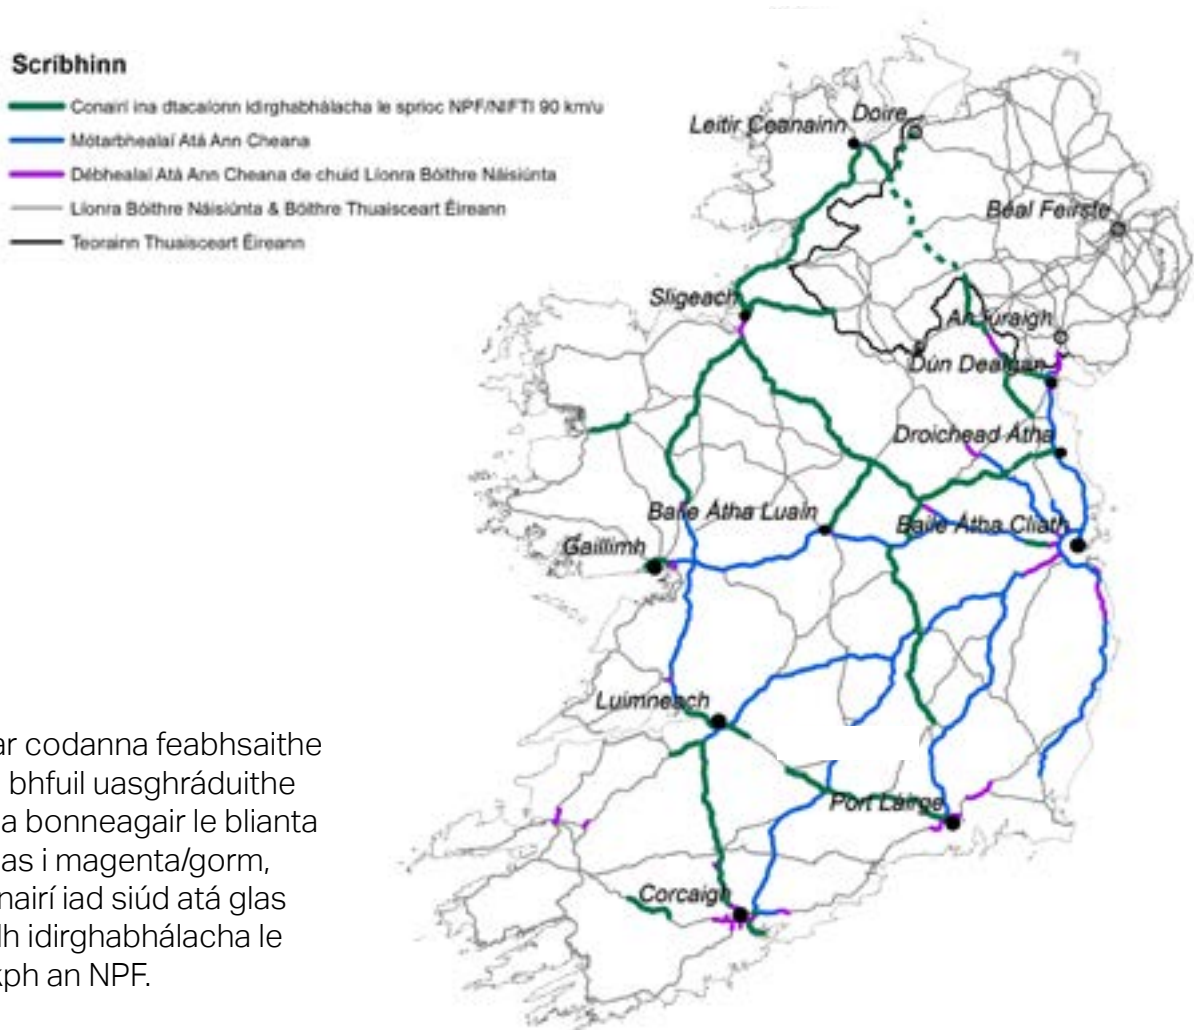 Scríbhinn
Conairí ina dtacaíonn idirghabhálacha le sprioc NPF/NIFTI 90 km/u
Mótarbhealaí Atá Ann Cheana
Débhealaí Atá Ann Cheana de chuid Líonra Bóithre Náisiúnta
Líonra Bóithre Náisiúnta & Bóithre Thuaisceart Éireann
Teorainn Thuaisceart Éireann
Leitir Ceanainn
Doire
Béal Feirste
Sligeach
An Iúraigh
Dún Dealgan
Droichead Átha
Baile Átha Luain
Baile Átha Cliath
Gaillimh
Luimneach
Port Láirge
Corcaigh
ar codanna feabhsaithe
bhfuil uasghráduithe
a bonneagair le blianta
as i magenta/gorm,
nairí iad siúd atá glas
lh idirghabhálacha le
kph an NPF.